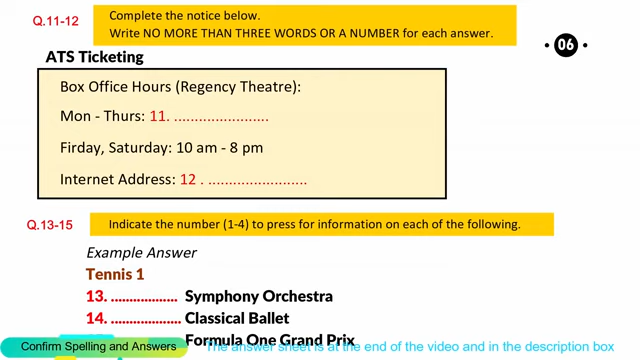 Q.11-12
Complete the notice below.
Write NO MORE THAN THREE WORDS OR A NUMBER for each answer.
06
ATS Ticketing
Box Office Hours (Regency Theatre):
Mon - Thurs: 11. .......................
Firday, Saturday: 10 am - 8 pm
Internet Address: 12 . ........................
Q.13-15
Indicate the number (1-4) to press for information on each of the following.
Example Answer
Tennis 1
13. ................... Symphony Orchestra
14. .................... Classical Ballet
Formula One Grand Prix
Confirm Spelling and Answers
The answer sheet is at the end of the video and in the description box